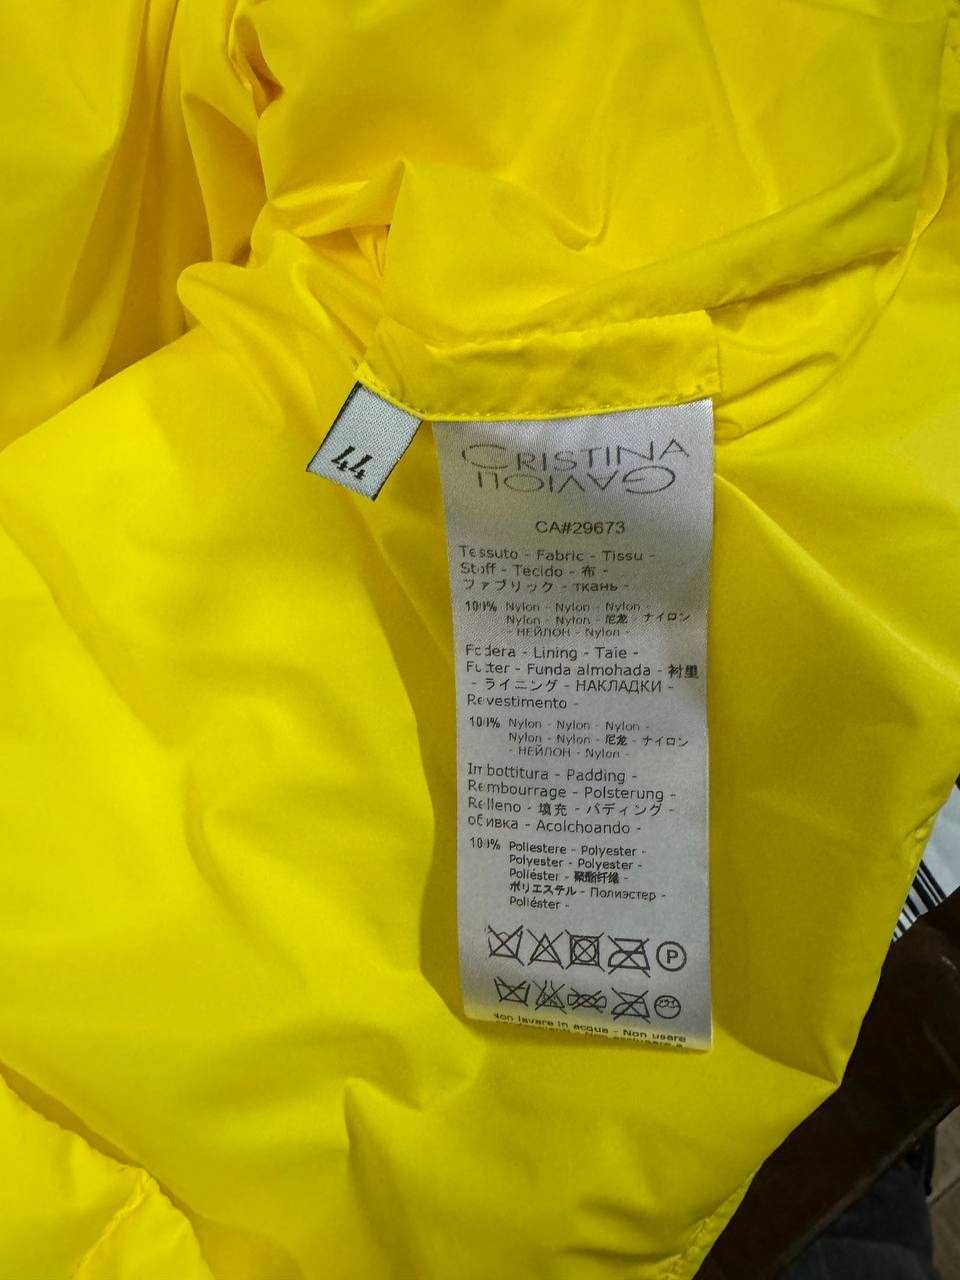 44
CRISTINA
GAVIOLI
CA#29673
Tessuto - Fabric - Tissu -
Stoff - Tecido - 布 -
ファブリック - ткань -
100% Nylon - Nylon - Nylon
Nylon - Nylon - 尼龙 - ナイロン
- НЕЙЛОН - Nylon -
Fodera - Lining - Taie -
Futter - Funda almohada - 衬里
- ライニング - НАКЛАДКИ -
Revestimento -
100% Nylon - Nylon - Nylon -
Nylon - Nylon - 尼龙 - ナイロン
- НЕЙЛОН - Nylon -
Imbottitura - Padding -
Rembourrage - Polsterung -
Relleno - 填充 - パディング -
обивка - Acolchoando -
100% Poliestere - Polyester -
Polyester - Polyester -
Poliéster - 聚酯纤维 -
ポリエステル - Полиэстер -
Poliéster -
P
Non lavare in acqua - Non usare